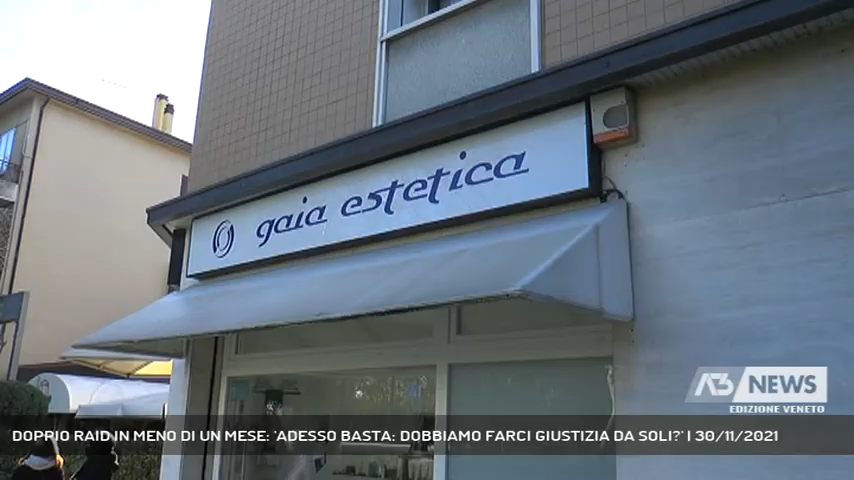 gaia estetica
A3 NEWS
EDIZIONE VENETO
DOPPIO RAID IN MENO DI UN MESE: "ADESSO BASTA: DOBBIAMO FARCI GIUSTIZIA DA SOLI?" | 30/11/2021